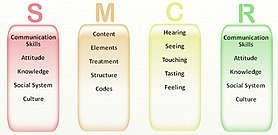 S
Communication
Skills
Attitude
Knowledge
Social System
Culture
M
Content
Elements
Treatment
Structure
Codes
C
Hearing
Seeing
Touching
Tasting
Feeling
R
Communication
Skills
Attitude
Knowledge
Social System
Culture